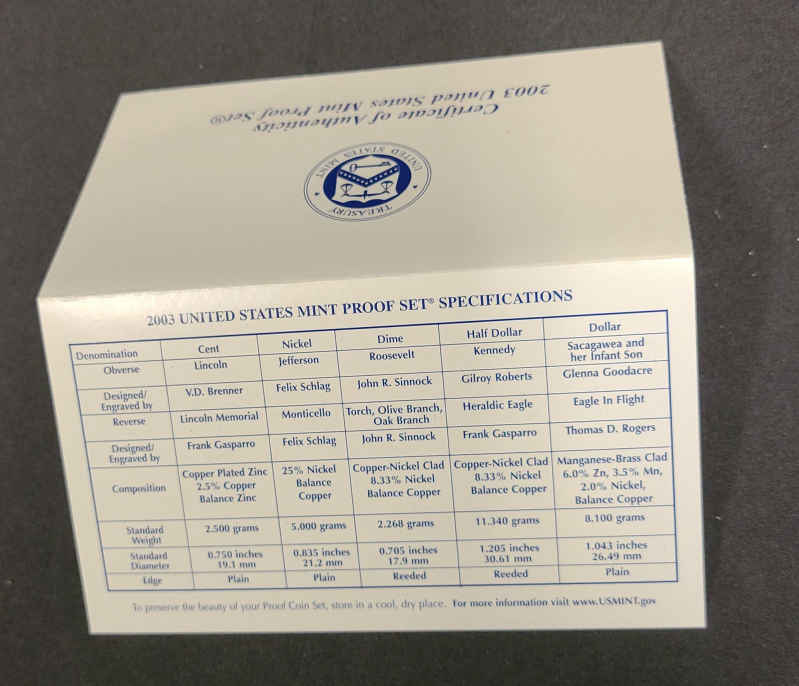 2003 United States Mint Proof Set®
Certificate of Authenticity
UNITED STATES MINT
TREASURY
2003 UNITED STATES MINT PROOF SET® SPECIFICATIONS
Denomination Cent Nickel Dime Half Dollar Dollar
Obverse Lincoln Jefferson Roosevelt Kennedy Sacagawea and
her Infant Son
Designed/ V.D. Brenner Felix Schlag John R. Sinnock Gilroy Roberts Glenna Goodacre
Engraved by
Reverse Lincoln Memorial Monticello Torch, Olive Branch, Heraldic Eagle Eagle In Flight
Oak Branch
Designed/ Frank Gasparro Felix Schlag John R. Sinnock Frank Gasparro Thomas D. Rogers
Engraved by
Composition Copper Plated Zinc 25% Nickel Copper-Nickel Clad Copper-Nickel Clad Manganese-Brass Clad
2.5% Copper Balance 8.33% Nickel 8.33% Nickel 6.0% Zn, 3.5% Mn,
Balance Zinc Copper Balance Copper Balance Copper 2.0% Nickel,
Balance Copper
Standard 2.500 grams 5.000 grams 2.268 grams 11.340 grams 8.100 grams
Weight
Standard 0.750 inches 0.835 inches 0.705 inches 1.205 inches 1.043 inches
Diameter 19.1 mm 21.2 mm 17.9 mm 30.61 mm 26.49 mm
Edge Plain Plain Reeded Reeded Plain
To preserve the beauty of your Proof Coin Set, store in a cool, dry place. For more information visit www.USMINT.gov